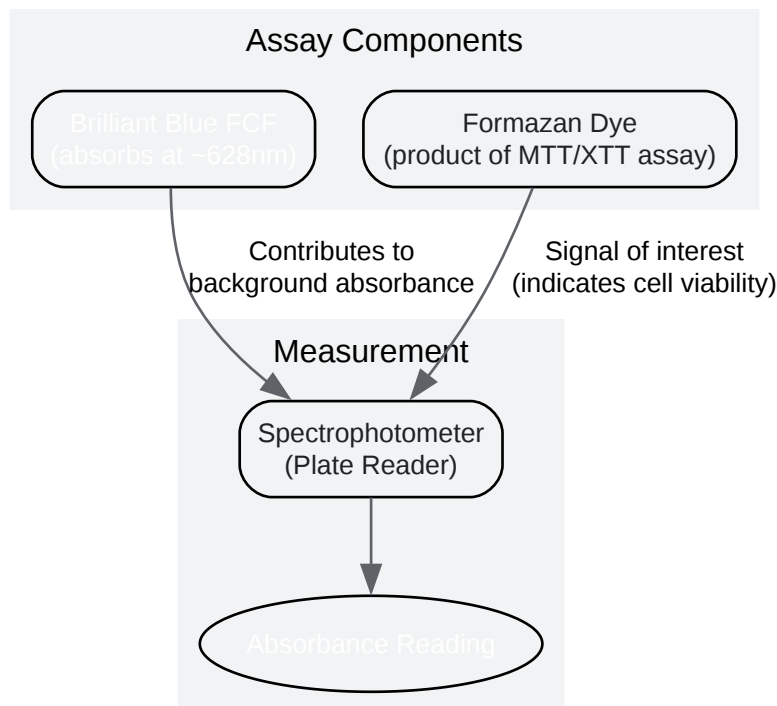 Assay Components
Brilliant Blue FCF
(absorbs at ~628nm)
Formazan Dye
(product of MTT/XTT assay)
Contributes to
background absorbance
Signal of interest
(indicates cell viability)
Measurement
Spectrophotometer
(Plate Reader)
Absorbance Reading